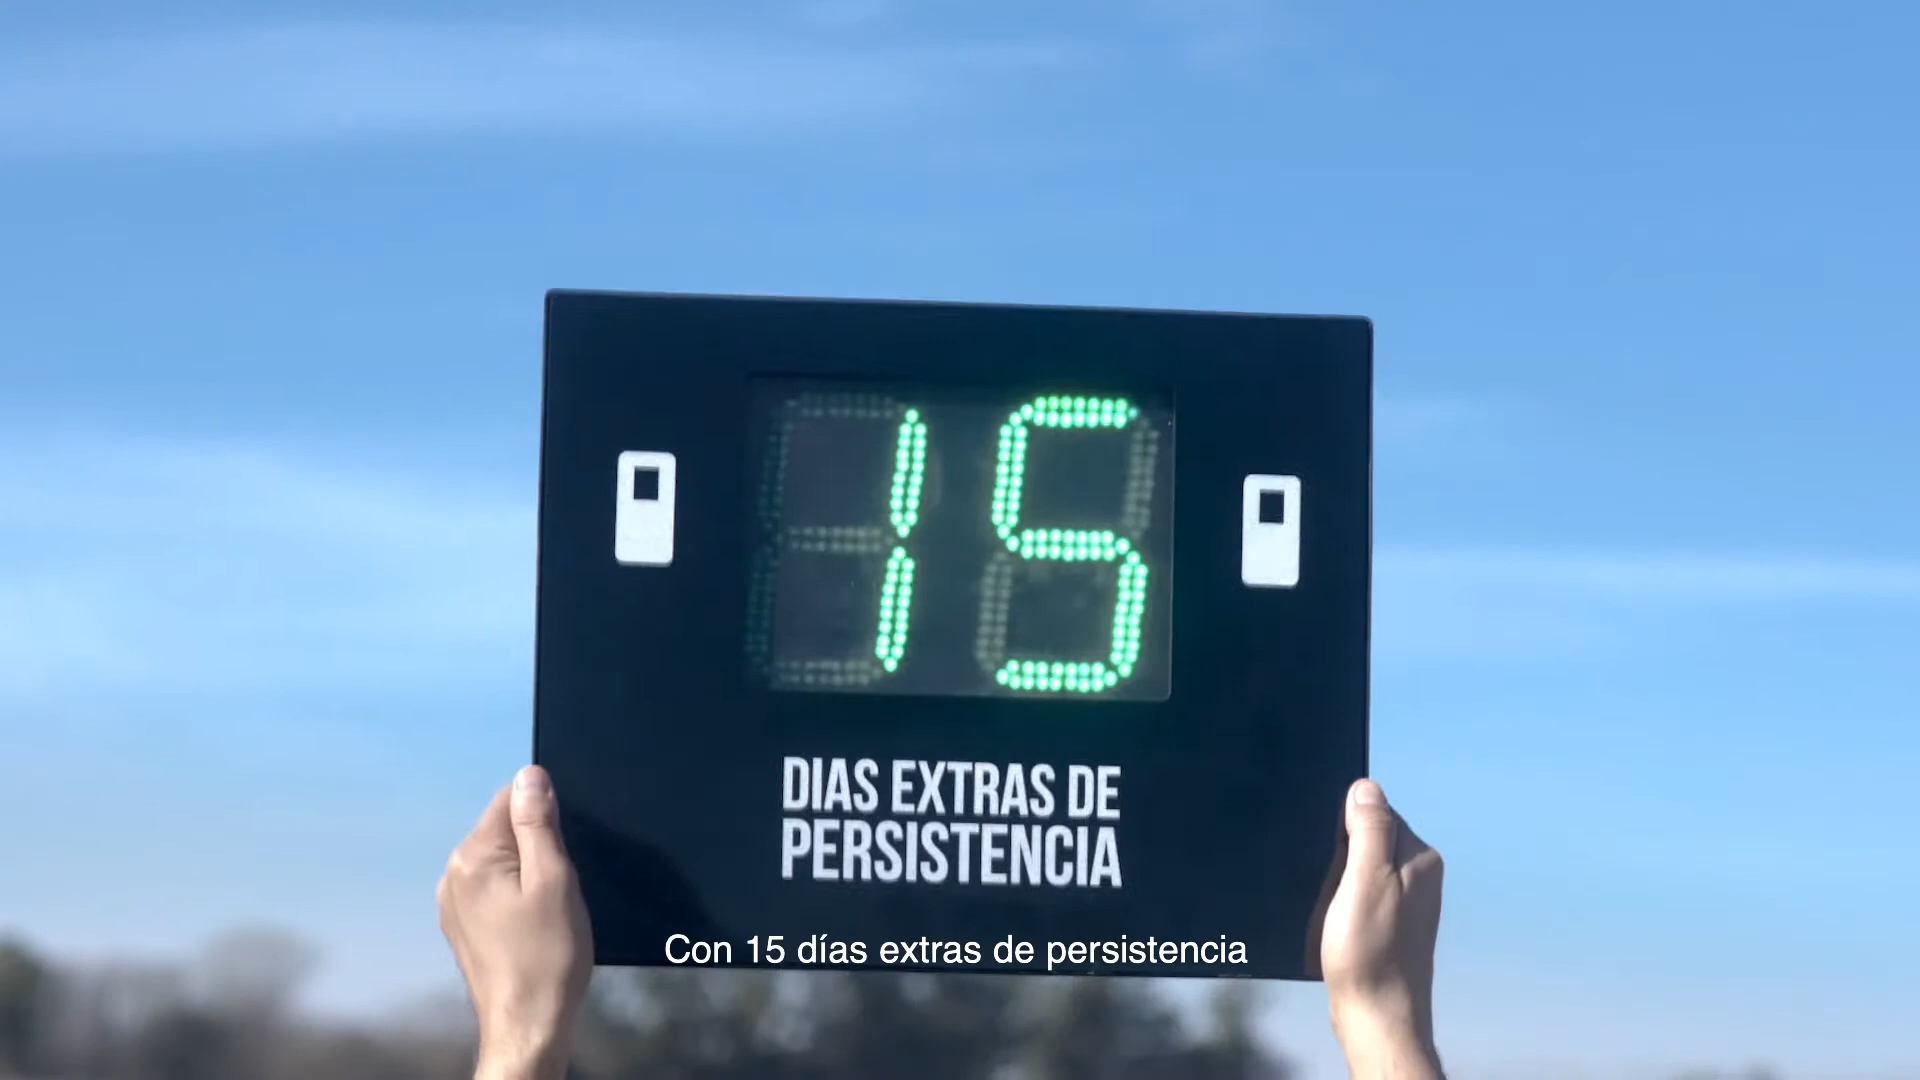 15
DIAS EXTRAS DE
PERSISTENCIA
Con 15 días extras de persistencia